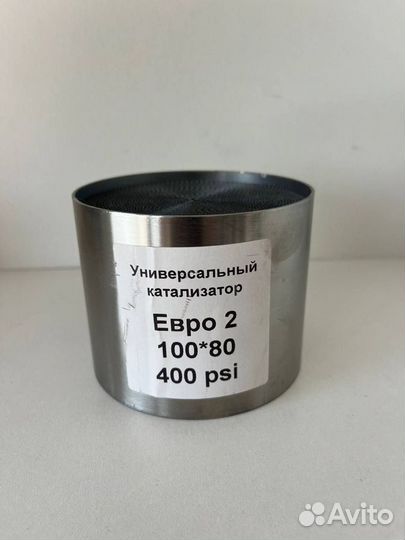 Универсальный
катализатор
Евро 2
100*80
400 psi
Avito